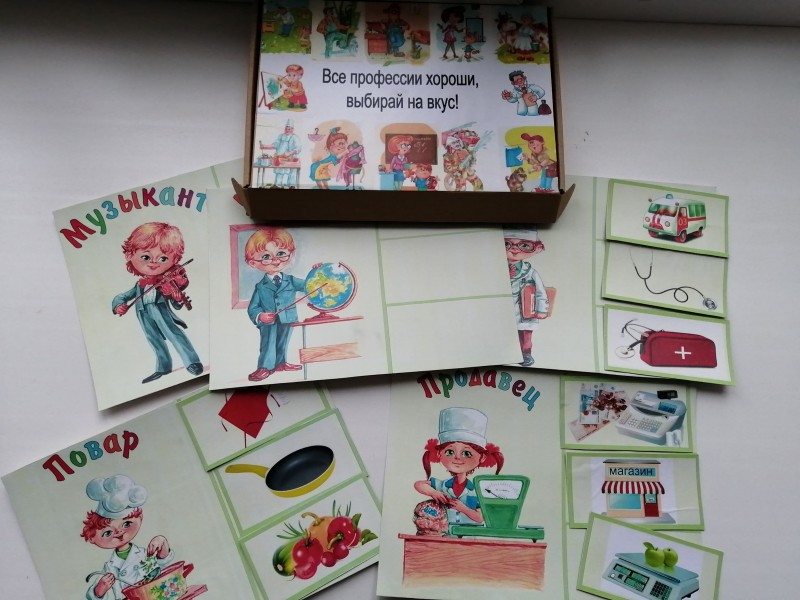 Все профессии хороши,
выбирай на вкус!
Музыкант
Повар
Продавец
магазин